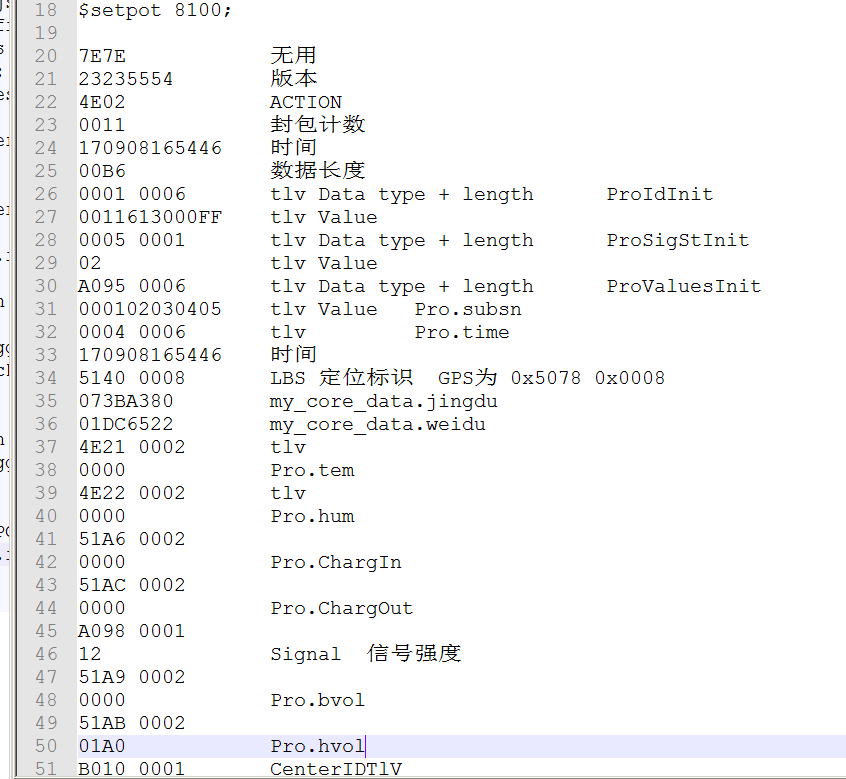 18 $setpot 8100;
19
20 7E7E 无用
21 23235554 版本
22 4E02 ACTION
23 0011 封包计数
24 170908165446 时间
25 00B6 数据长度
26 0001 0006 tlv Data type + length ProIdInit
27 0011613000FF tlv Value
28 0005 0001 tlv Data type + length ProSigStInit
29 02 tlv Value
30 A095 0006 tlv Data type + length ProValuesInit
31 000102030405 tlv Value Pro.subsn
32 0004 0006 tlv Pro.time
33 170908165446 时间
34 5140 0008 LBS 定位标识 GPS为 0x5078 0x0008
35 073BA380 my_core_data.jingdu
36 01DC6522 my_core_data.weidu
37 4E21 0002 tlv
38 0000 Pro.tem
39 4E22 0002 tlv
40 0000 Pro.hum
41 51A6 0002
42 0000 Pro.ChargIn
43 51AC 0002
44 0000 Pro.ChargOut
45 A098 0001
46 12 Signal 信号强度
47 51A9 0002
48 0000 Pro.bvol
49 51AB 0002
50 01A0 Pro.hvol
51 B010 0001 CenterIDTlV